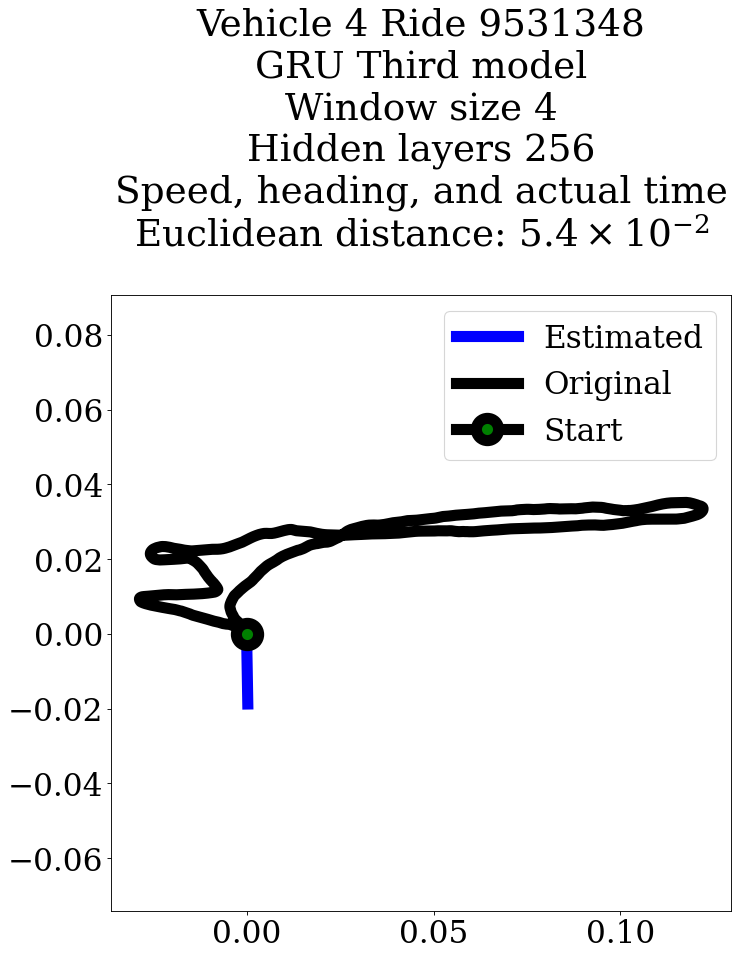 Vehicle 4 Ride 9531348
GRU Third model
Window size 4
Hidden layers 256
Speed, heading, and actual time
Euclidean distance: 5.4 × 10⁻²
Estimated
Original
Start
0.08
0.06
0.04
0.02
0.00
−0.02
−0.04
−0.06
0.00 0.05 0.10